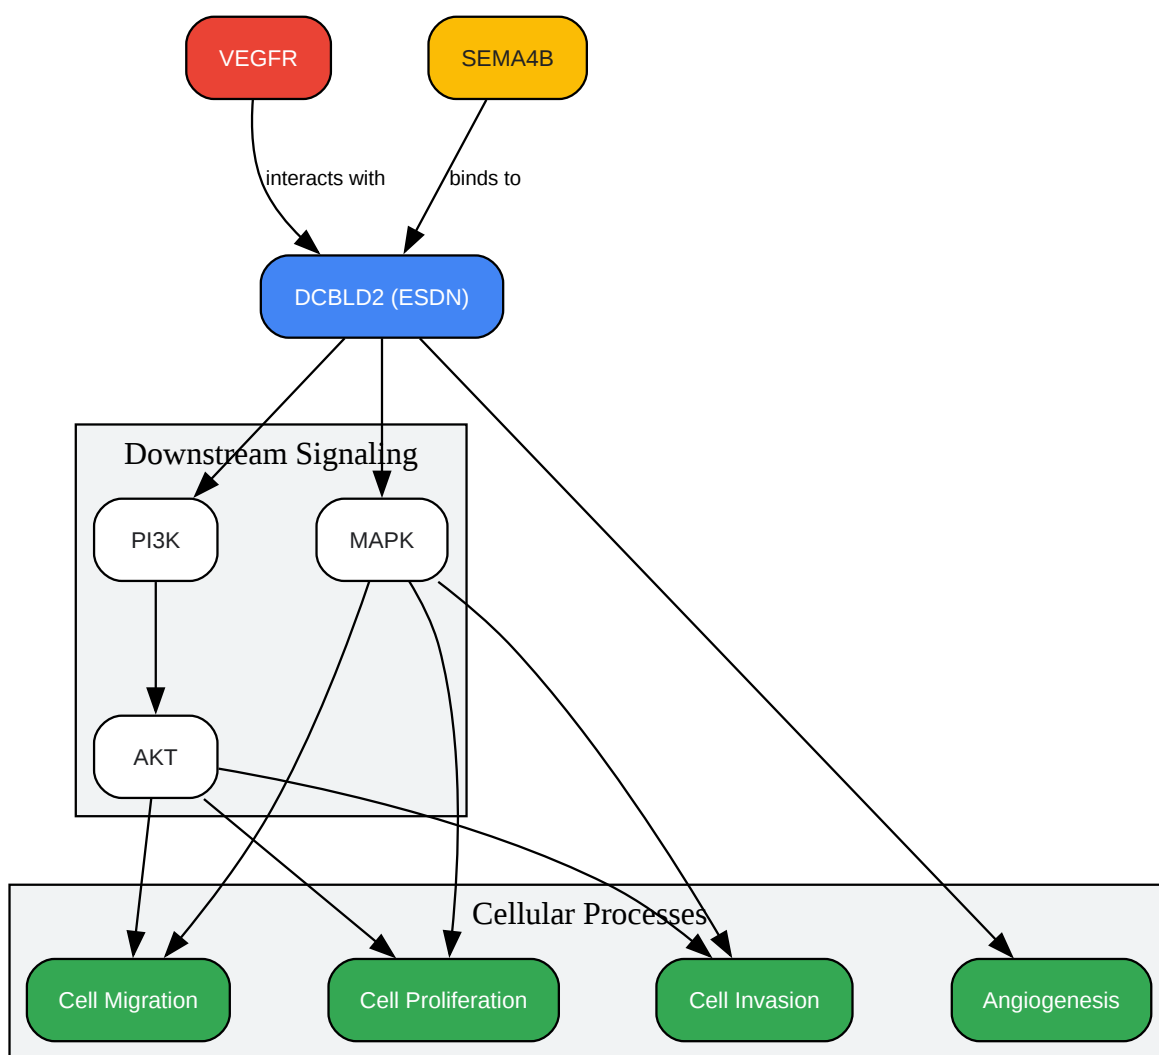 VEGFR
SEMA4B
interacts with
binds to
DCBLD2 (ESDN)
Downstream Signaling
PI3K
MAPK
AKT
Cellular Processes
Cell Migration
Cell Proliferation
Cell Invasion
Angiogenesis